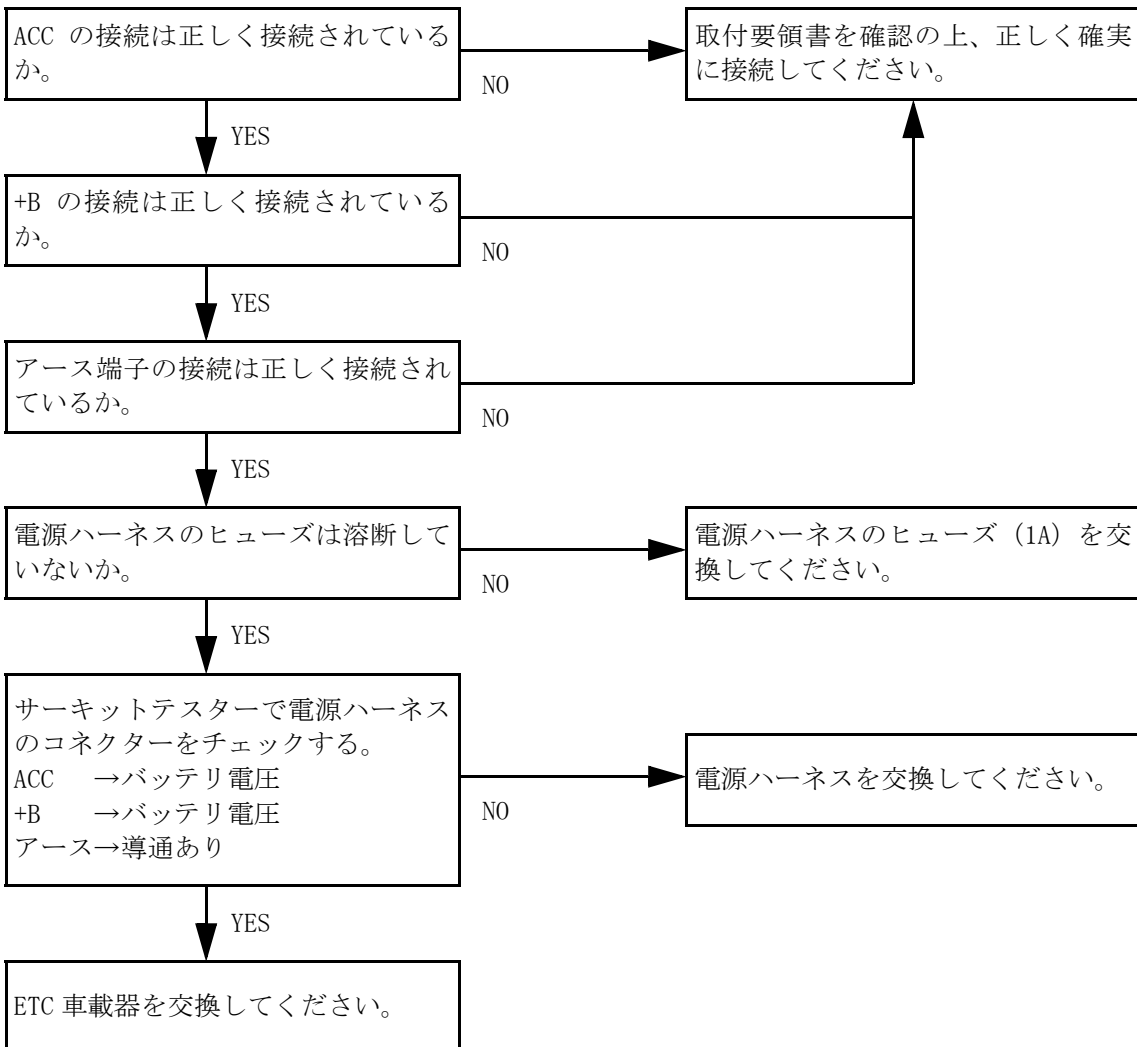 ACC の接続は正しく接続されている
か。
NO
取付要領書を確認の上、正しく確実
に接続してください。
YES
+B の接続は正しく接続されている
か。
NO
YES
アース端子の接続は正しく接続され
ているか。
NO
YES
電源ハーネスのヒューズは溶断して
いないか。
NO
電源ハーネスのヒューズ (1A) を交
換してください。
YES
サーキットテスターで電源ハーネス
のコネクターをチェックする。
ACC →バッテリ電圧
+B →バッテリ電圧
アース→導通あり
NO
電源ハーネスを交換してください。
YES
ETC 車載器を交換してください。